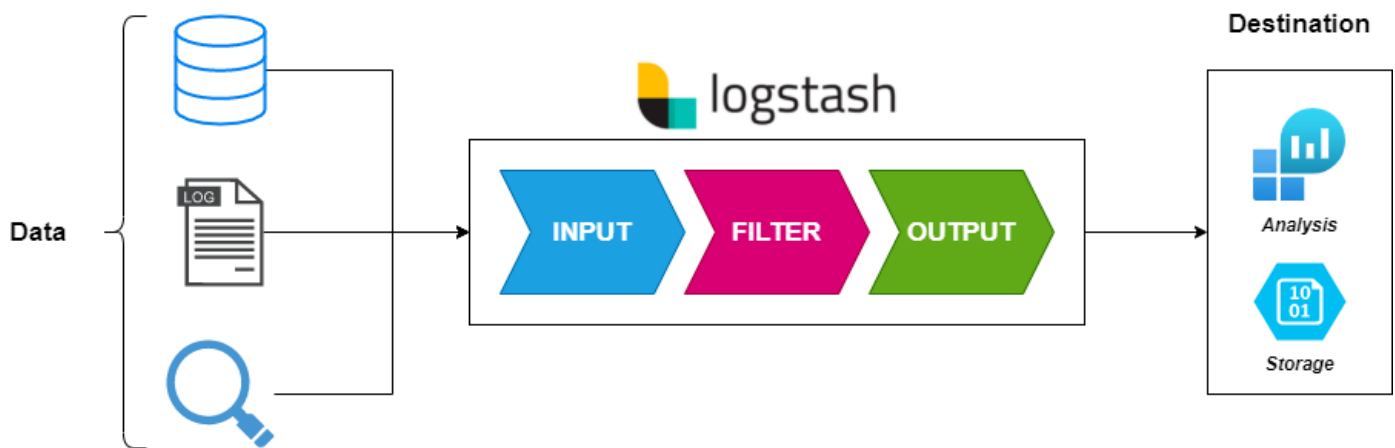 Data
LOG
logstash
INPUT
FILTER
OUTPUT
Destination
Analysis
10
01
Storage